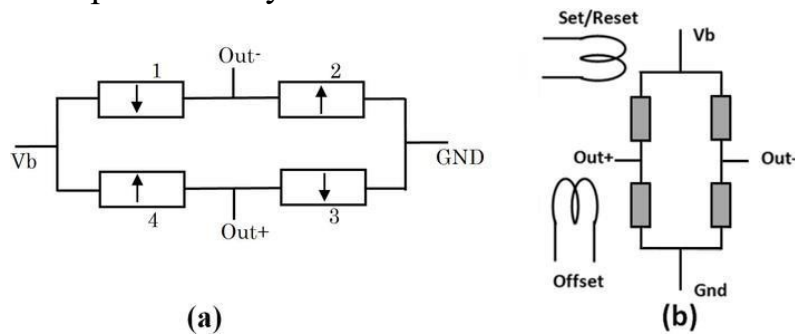 1
Out-
2
Vb
GND
4
Out+
3
(a)
Set/Reset
Vb
Out+
Out-
Offset
Gnd
(b)